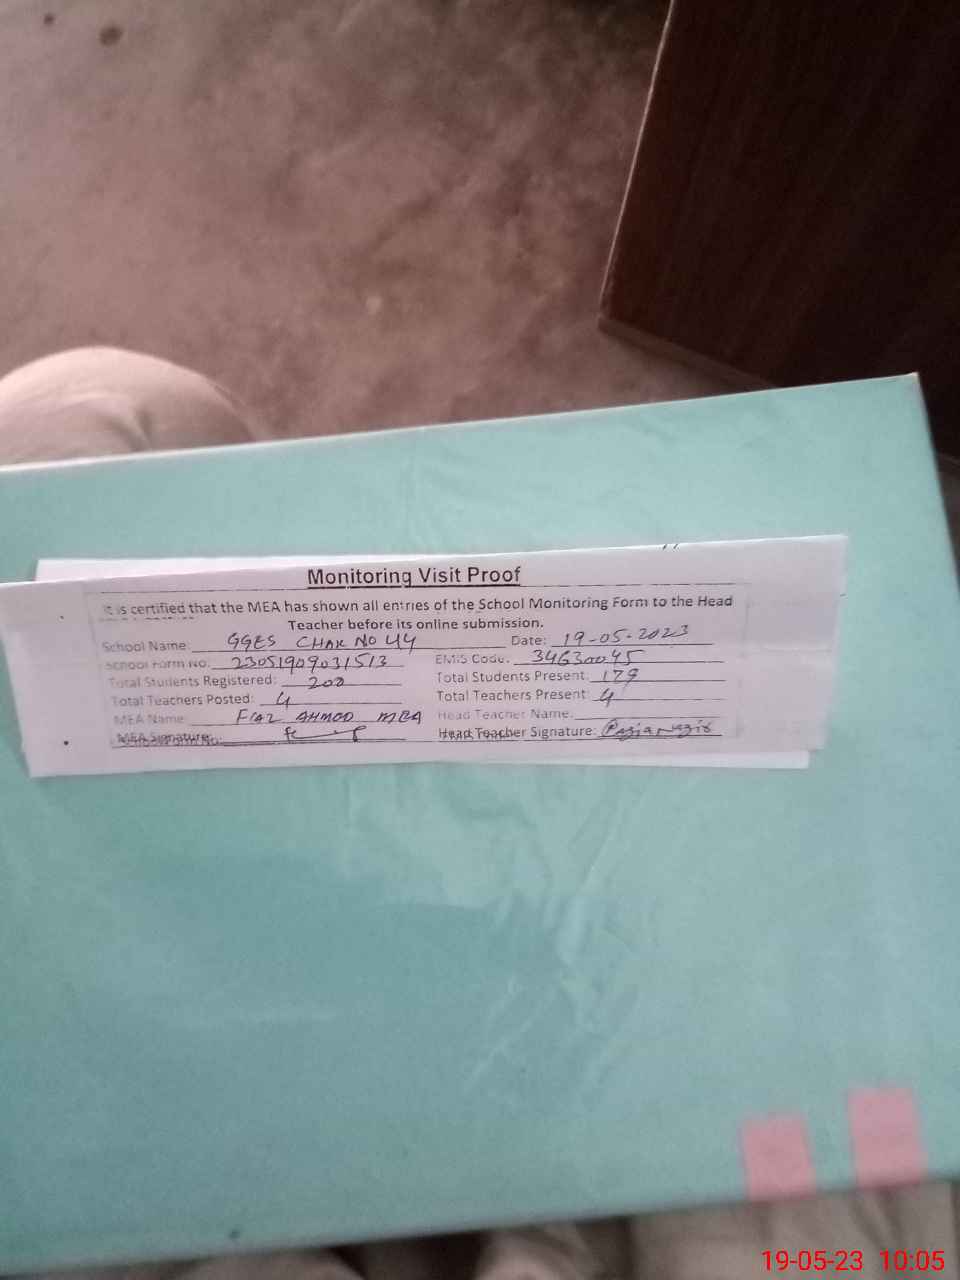 Monitoring Visit Proof
It is certified that the MEA has shown all entries of the School Monitoring Form to the Head
Teacher before its online submission.
School Name: GGES CHAK NO 44 Date: 19-05-2023
School Form No: 23051909031513 EMIS Code: 34630045
Total Students Registered: 200 Total Students Present: 179
Total Teachers Posted: 4 Total Teachers Present: 4
MEA Name: FIAZ AHMOD MEA Head Teacher Name:
MEA Signature: Head Teacher Signature:
19-05-23 10:05